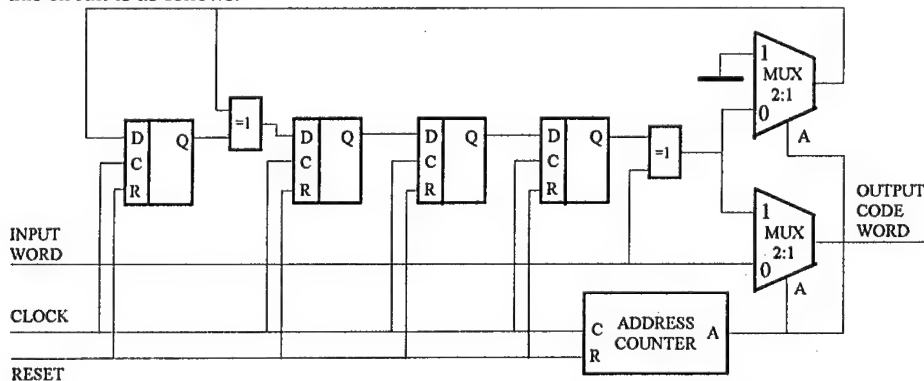 1
MUX
2:1
0
A
D
C
R
Q
=1
D
C
R
Q
D
C
R
Q
D
C
R
Q
=1
1
MUX
2:1
0
A
OUTPUT
CODE
WORD
INPUT
WORD
CLOCK
C
R
ADDRESS
COUNTER
A
RESET